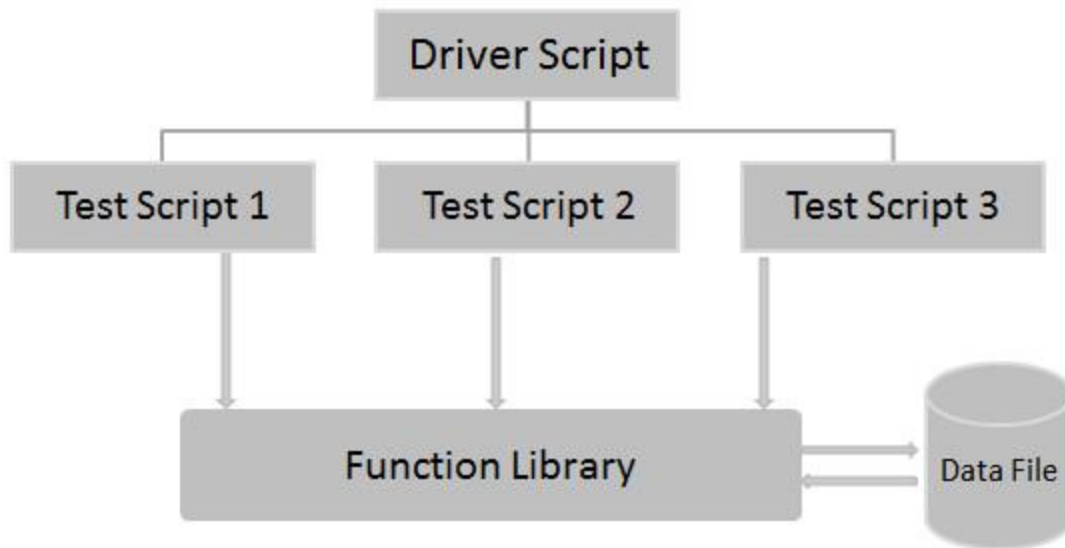 Driver Script
Test Script 1
Test Script 2
Test Script 3
Function Library
Data File